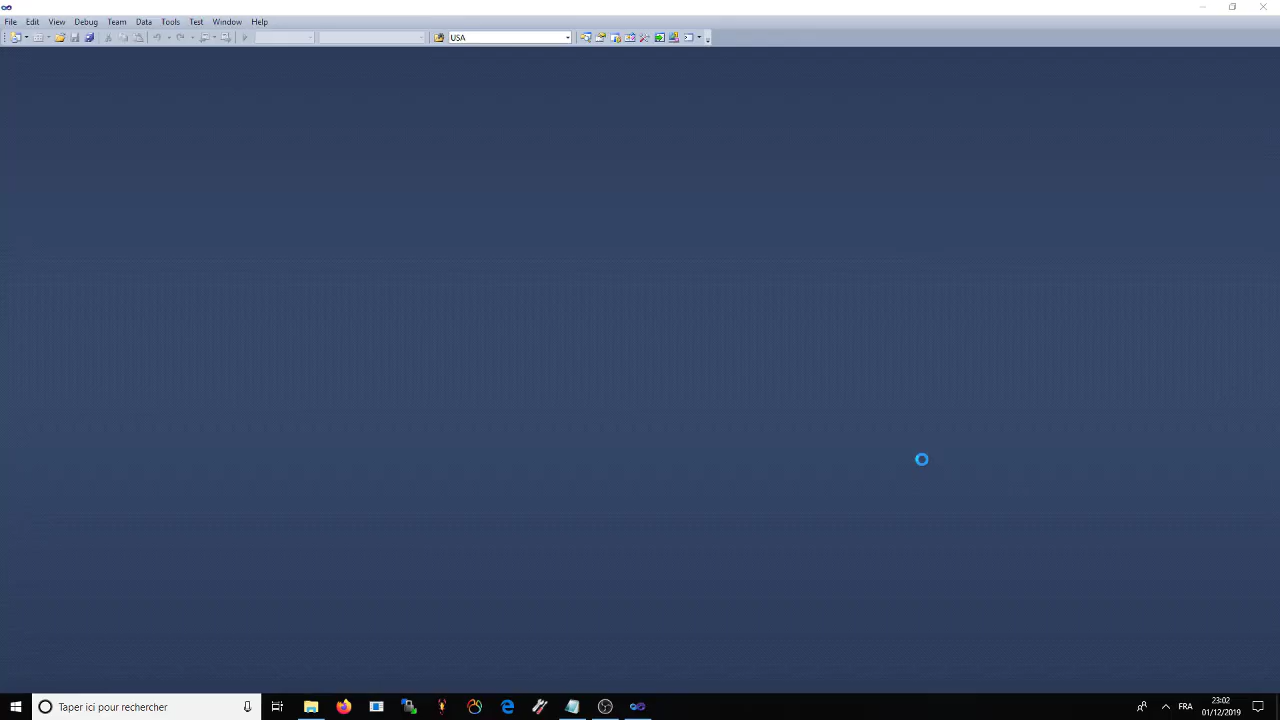 File Edit View Debug Team Data Tools Test Window Help
USA
Taper ici pour rechercher
FRA
23:02
01/12/2019